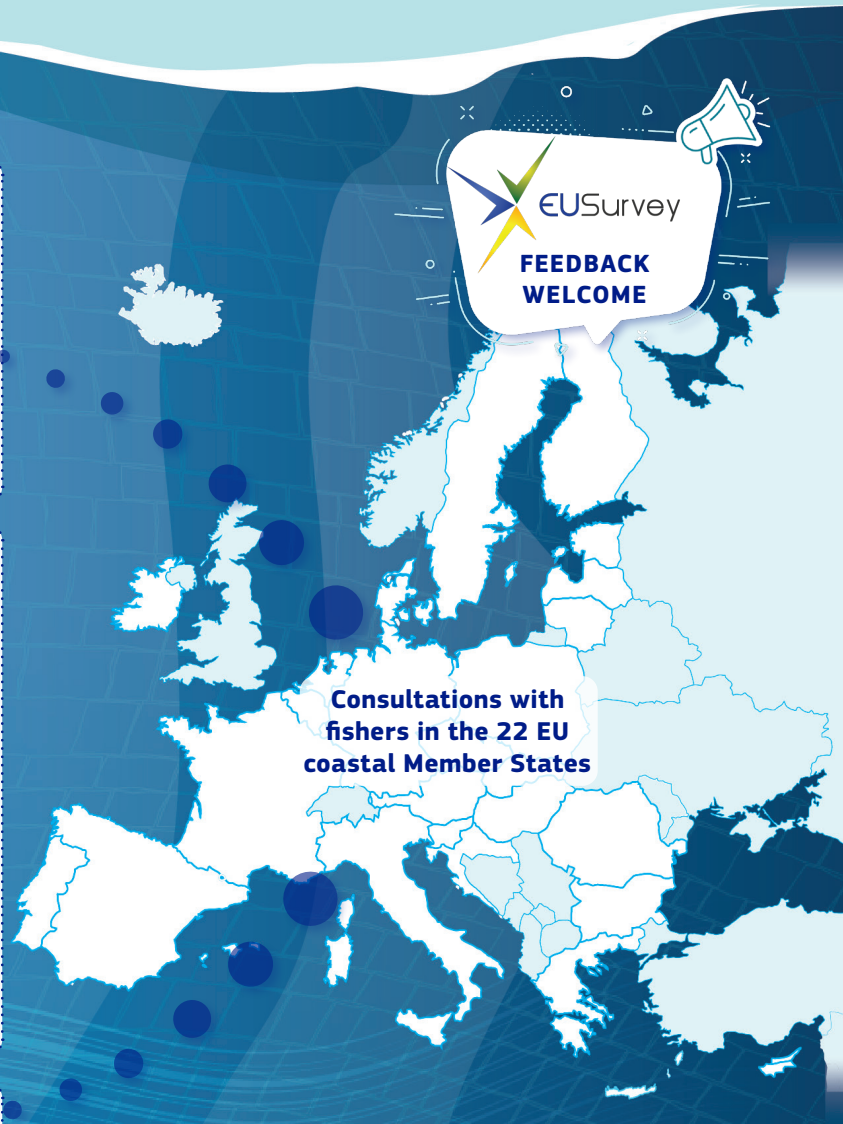 EUSurvey
FEEDBACK
WELCOME
Consultations with
fishers in the 22 EU
coastal Member States